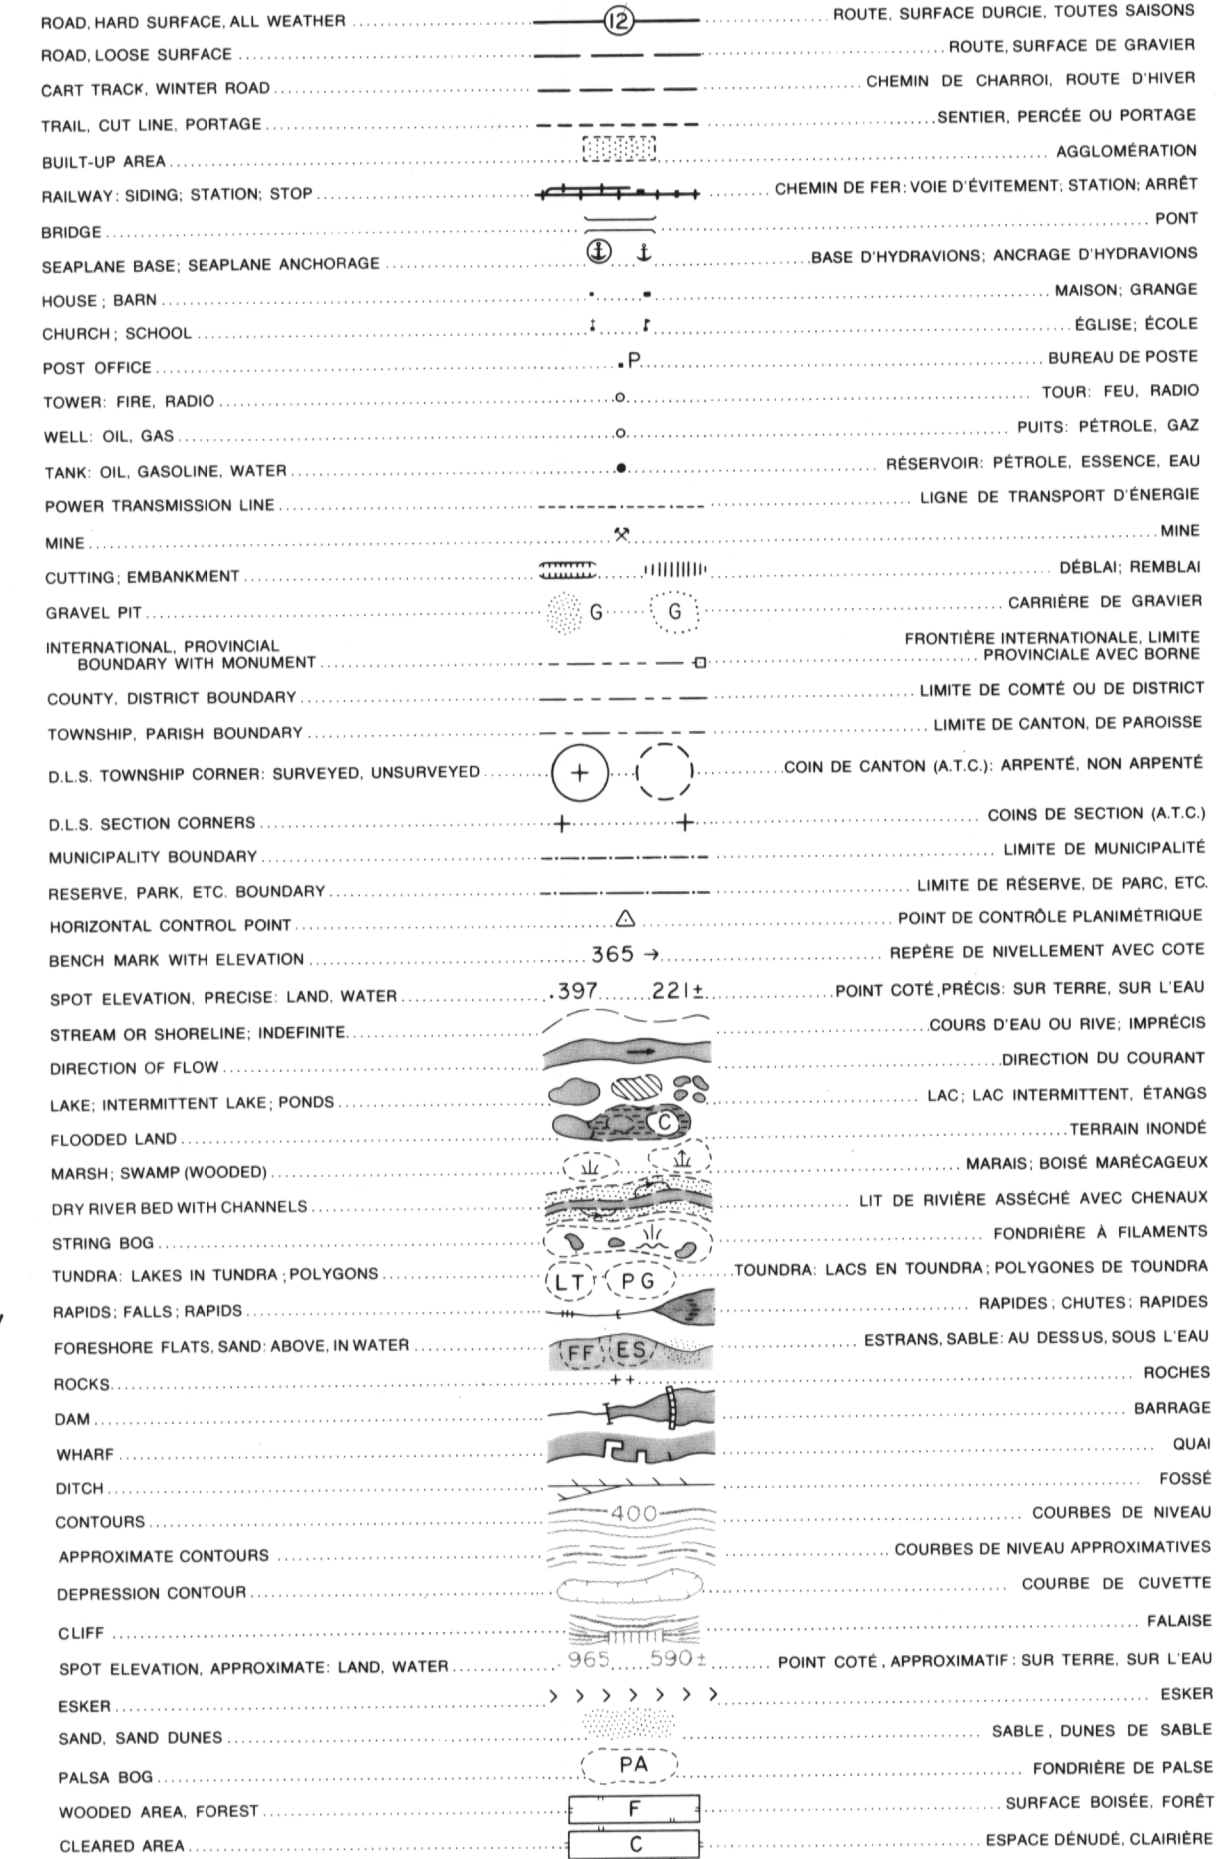 ROAD, HARD SURFACE, ALL WEATHER 12 ROUTE, SURFACE DURCIE, TOUTES SAISONS
ROAD, LOOSE SURFACE ROUTE, SURFACE DE GRAVIER
CART TRACK, WINTER ROAD CHEMIN DE CHARROI, ROUTE D'HIVER
TRAIL, CUT LINE, PORTAGE SENTIER, PERCÉE OU PORTAGE
BUILT-UP AREA AGGLOMÉRATION
RAILWAY: SIDING; STATION; STOP CHEMIN DE FER: VOIE D'ÉVITEMENT; STATION; ARRÊT
BRIDGE PONT
SEAPLANE BASE; SEAPLANE ANCHORAGE BASE D'HYDRAVIONS; ANCRAGE D'HYDRAVIONS
HOUSE; BARN MAISON; GRANGE
CHURCH; SCHOOL ÉGLISE; ÉCOLE
POST OFFICE P BUREAU DE POSTE
TOWER: FIRE, RADIO TOUR: FEU, RADIO
WELL: OIL, GAS PUITS: PÉTROLE, GAZ
TANK: OIL, GASOLINE, WATER RÉSERVOIR: PÉTROLE, ESSENCE, EAU
POWER TRANSMISSION LINE LIGNE DE TRANSPORT D'ÉNERGIE
MINE MINE
CUTTING; EMBANKMENT DÉBLAI; REMBLAI
GRAVEL PIT G G CARRIÈRE DE GRAVIER
INTERNATIONAL, PROVINCIAL FRONTIÈRE INTERNATIONALE, LIMITE
BOUNDARY WITH MONUMENT PROVINCIALE AVEC BORNE
COUNTY, DISTRICT BOUNDARY LIMITE DE COMTÉ OU DE DISTRICT
TOWNSHIP, PARISH BOUNDARY LIMITE DE CANTON, DE PAROISSE
D.L.S. TOWNSHIP CORNER: SURVEYED, UNSURVEYED COIN DE CANTON (A.T.C.): ARPENTÉ, NON ARPENTÉ
D.L.S. SECTION CORNERS COINS DE SECTION (A.T.C.)
MUNICIPALITY BOUNDARY LIMITE DE MUNICIPALITÉ
RESERVE, PARK, ETC. BOUNDARY LIMITE DE RÉSERVE, DE PARC, ETC.
HORIZONTAL CONTROL POINT POINT DE CONTRÔLE PLANIMÉTRIQUE
BENCH MARK WITH ELEVATION 365 → REPÈRE DE NIVELLEMENT AVEC COTE
SPOT ELEVATION, PRECISE: LAND, WATER .397 221± POINT COTÉ, PRÉCIS: SUR TERRE, SUR L'EAU
STREAM OR SHORELINE; INDEFINITE COURS D'EAU OU RIVE; IMPRÉCIS
DIRECTION OF FLOW DIRECTION DU COURANT
LAKE; INTERMITTENT LAKE; PONDS LAC; LAC INTERMITTENT, ÉTANGS
FLOODED LAND C TERRAIN INONDÉ
MARSH; SWAMP (WOODED) MARAIS; BOISÉ MARÉCAGEUX
DRY RIVER BED WITH CHANNELS LIT DE RIVIÈRE ASSÉCHÉ AVEC CHENAUX
STRING BOG FONDRIÈRE À FILAMENTS
TUNDRA: LAKES IN TUNDRA; POLYGONS LT PG TOUNDRA: LACS EN TOUNDRA; POLYGONES DE TOUNDRA
RAPIDS; FALLS; RAPIDS RAPIDES; CHUTES; RAPIDES
FORESHORE FLATS, SAND: ABOVE, IN WATER FF ES ESTRANS, SABLE: AU DESSUS, SOUS L'EAU
ROCKS ++ ROCHES
DAM BARRAGE
WHARF QUAI
DITCH FOSSÉ
CONTOURS 400 COURBES DE NIVEAU
APPROXIMATE CONTOURS COURBES DE NIVEAU APPROXIMATIVES
DEPRESSION CONTOUR COURBE DE CUVETTE
CLIFF FALAISE
SPOT ELEVATION, APPROXIMATE: LAND, WATER .965 590± POINT COTÉ, APPROXIMATIF: SUR TERRE, SUR L'EAU
ESKER ESKER
SAND, SAND DUNES SABLE, DUNES DE SABLE
PALSA BOG PA FONDRIÈRE DE PALSE
WOODED AREA, FOREST F SURFACE BOISÉE, FORÊT
CLEARED AREA C ESPACE DÉNUDÉ, CLAIRIÈRE